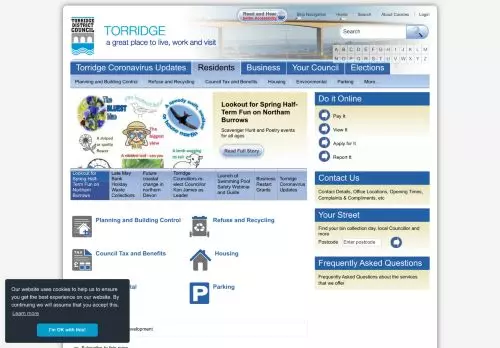 TORRIDGE
DISTRICT
COUNCIL
TORRIDGE
a great place to live, work and visit
Skip Navigation
Home
Search
About Cookies
Login
Search
A B C D E F G H I J K L M
N O P Q R S T U V W X Y Z
Torridge Coronavirus Updates
Residents
Business
Your Council
Elections
Planning and Building Control
Refuse and Recycling
Council Tax and Benefits
Housing
Environmental
Parking
More...
The
BLUEST
The biggest
view
Lookout for Spring Half-
Term Fun on Northam
Burrows
Scavenger Hunt and Poetry events
for all ages
Read Full Story
Lookout for
Spring Half-
Term Fun on
Northam
Burrows
Late May
Bank
Holiday
Waste
Collections
Future
coastal
change in
northern
Devon
Torridge
Councillors re-
elect Councillor
Ken James as
Leader
Launch of
Swimming Pool
Safety Webinar
and Guide
Business
Restart
Grants
Torridge
Coronavirus
Updates
Planning and Building Control
Refuse and Recycling
Council Tax and Benefits
Housing
Parking
Do it Online
Pay It
View It
Apply for It
Report It
Contact Us
Contact Details, Office Locations, Opening Times,
Complaints & Compliments, etc
Your Street
Find your bin collection day, local Councillor and
more
Postcode
Enter postcode
Frequently Asked Questions
Frequently Asked Questions about the services
that we offer
Our website uses cookies to help us to ensure
you get the best experience on our website. By
continuing we will assume that you accept this.
Learn more
I'm OK with this!